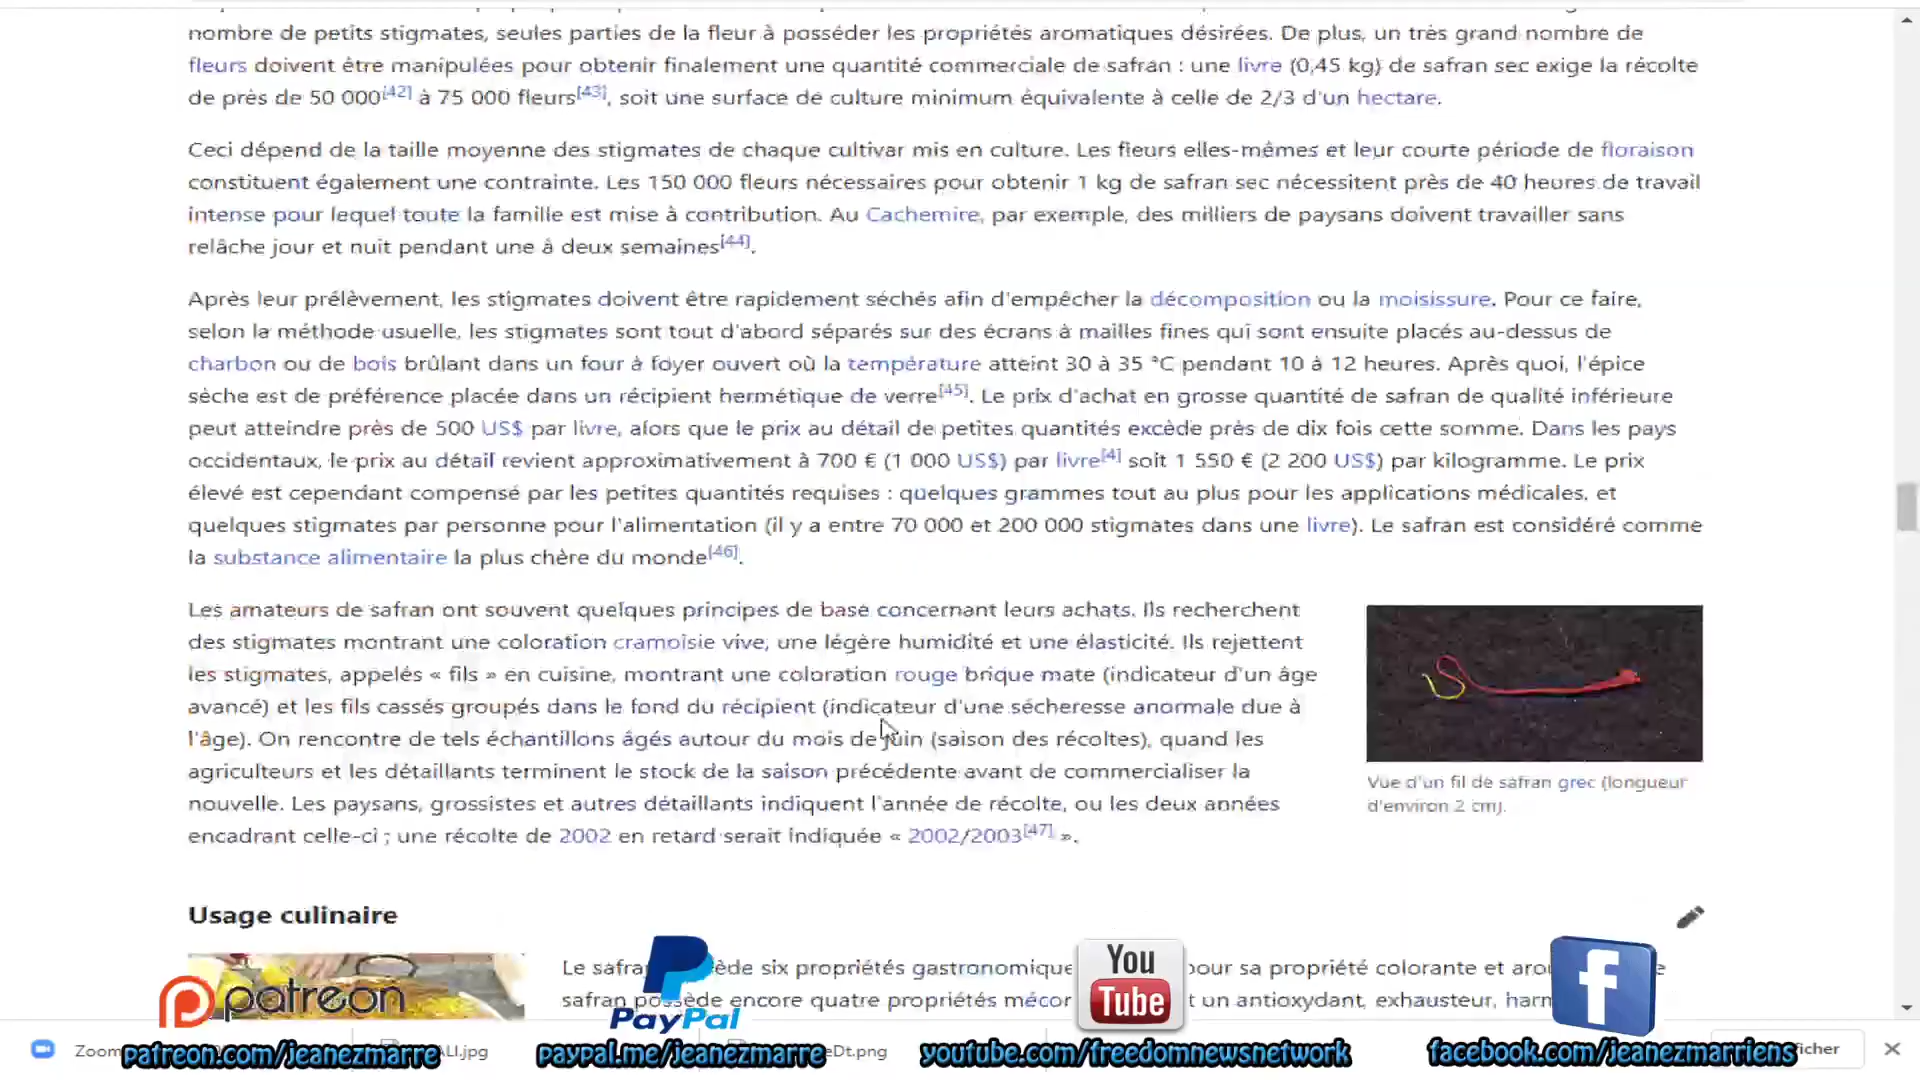 nombre de petits stigmates, seules parties de la fleur à posséder les propriétés aromatiques désirées. De plus, un très grand nombre de
fleurs doivent être manipulées pour obtenir finalement une quantité commerciale de safran : une livre (0,45 kg) de safran sec exige la récolte
de près de 50 000[42] à 75 000 fleurs[43], soit une surface de culture minimum équivalente à celle de 2/3 d'un hectare.
Ceci dépend de la taille moyenne des stigmates de chaque cultivar mis en culture. Les fleurs elles-mêmes et leur courte période de floraison
constituent également une contrainte. Les 150 000 fleurs nécessaires pour obtenir 1 kg de safran sec nécessitent près de 40 heures de travail
intense pour lequel toute la famille est mise à contribution. Au Cachemire, par exemple, des milliers de paysans doivent travailler sans
relâche jour et nuit pendant une à deux semaines[44].
Après leur prélèvement, les stigmates doivent être rapidement séchés afin d'empêcher la décomposition ou la moisissure. Pour ce faire,
selon la méthode usuelle, les stigmates sont tout d'abord séparés sur des écrans à mailles fines qui sont ensuite placés au-dessus de
charbon ou de bois brûlant dans un four à foyer ouvert où la température atteint 30 à 35 °C pendant 10 à 12 heures. Après quoi, l'épice
sèche est de préférence placée dans un récipient hermétique de verre[45]. Le prix d'achat en grosse quantité de safran de qualité inférieure
peut atteindre près de 500 US$ par livre, alors que le prix au détail de petites quantités excède près de dix fois cette somme. Dans les pays
occidentaux, le prix au détail revient approximativement à 700 € (1 000 US$) par livre[4] soit 1 550 € (2 200 US$) par kilogramme. Le prix
élevé est cependant compensé par les petites quantités requises : quelques grammes tout au plus pour les applications médicales, et
quelques stigmates par personne pour l'alimentation (il y a entre 70 000 et 200 000 stigmates dans une livre). Le safran est considéré comme
la substance alimentaire la plus chère du monde[46].
Les amateurs de safran ont souvent quelques principes de base concernant leurs achats. Ils recherchent
des stigmates montrant une coloration cramoisie vive, une légère humidité et une élasticité. Ils rejettent
les stigmates, appelés « fils » en cuisine, montrant une coloration rouge brique mate (indicateur d'un âge
avancé) et les fils cassés groupés dans le fond du récipient (indicateur d'une sécheresse anormale due à
l'âge). On rencontre de tels échantillons âgés autour du mois de juin (saison des récoltes), quand les
agriculteurs et les détaillants terminent le stock de la saison précédente avant de commercialiser la
nouvelle. Les paysans, grossistes et autres détaillants indiquent l'année de récolte, ou les deux années
encadrant celle-ci ; une récolte de 2002 en retard serait indiquée « 2002/2003[47] ».
Vue d'un fil de safran grec (longueur
d'environ 2 cm).
Usage culinaire
Le safran six propriétés gastronomique pour sa propriété colorante et
safran possède encore quatre propriétés un antioxydant, exhausteur,
patreon
PayPal
You
Tube
f
Zoom
ALI.jpg
eDt.png
patreon.com/jeanezmarre
paypal.me/jeanezmarre
youtube.com/freedomnewsnetwork
facebook.com/jeanezmarriens